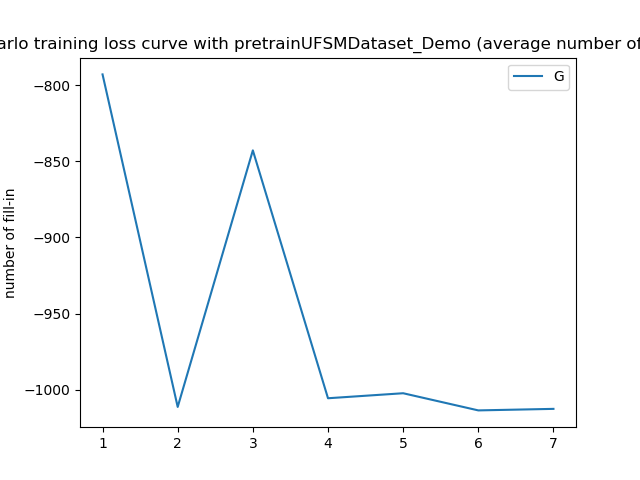 arlo training loss curve with pretrainUFSMDataset_Demo (average number of
G
number of fill-in
−800
−850
−900
−950
−1000
1 2 3 4 5 6 7